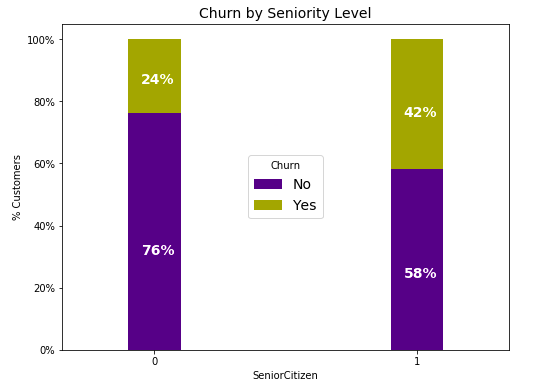 Churn by Seniority Level
100%
80%
60%
40%
20%
0%
% Customers
24%
76%
42%
58%
Churn
No
Yes
0
1
SeniorCitizen